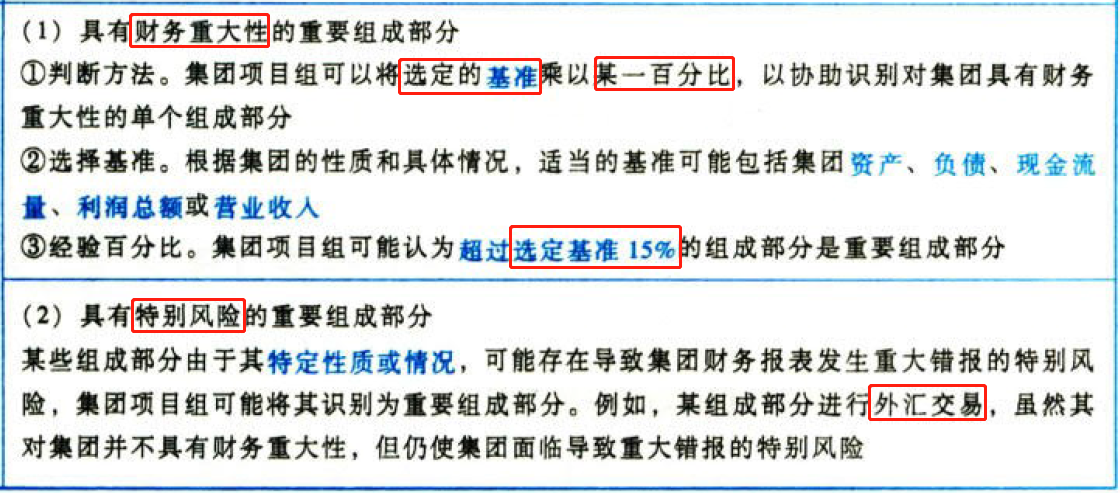 （1）具有财务重大性的重要组成部分
①判断方法。集团项目组可以将选定的基准乘以某一百分比，以协助识别对集团具有财务
重大性的单个组成部分
②选择基准。根据集团的性质和具体情况，适当的基准可能包括集团资产、负债、现金流
量、利润总额或营业收入
③经验百分比。集团项目组可能认为超过选定基准 15%的组成部分是重要组成部分
（2）具有特别风险的重要组成部分
某些组成部分由于其特定性质或情况，可能存在导致集团财务报表发生重大错报的特别风
险，集团项目组可能将其识别为重要组成部分。例如，某组成部分进行外汇交易，虽然其
对集团并不具有财务重大性，但仍使集团面临导致重大错报的特别风险